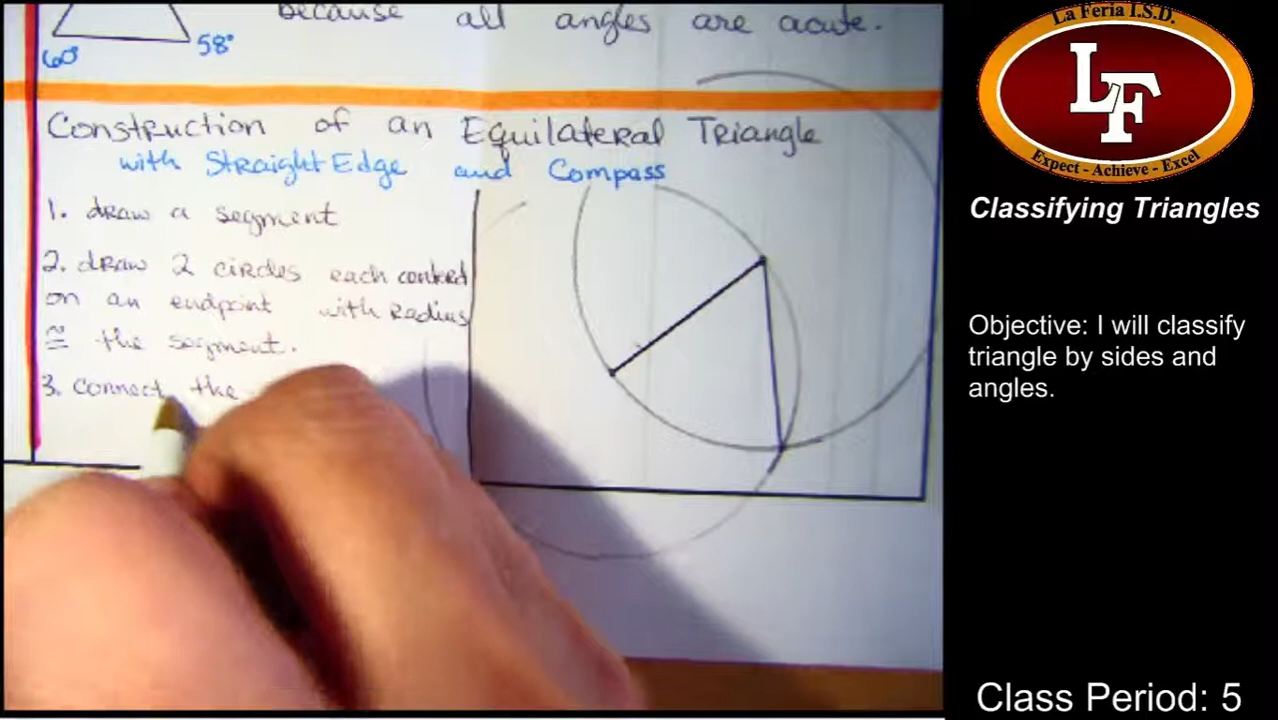 because all angles are acute.
60°
58°
Construction of an Equilateral Triangle
with StraightEdge and Compass
1. draw a segment
2. draw 2 circles each centered
on an endpoint with Radius
≅ the segment.
3. Connect the
La Feria I.S.D.
LF
Expect - Achieve - Excel
Classifying Triangles
Objective: I will classify
triangle by sides and
angles.
Class Period: 5